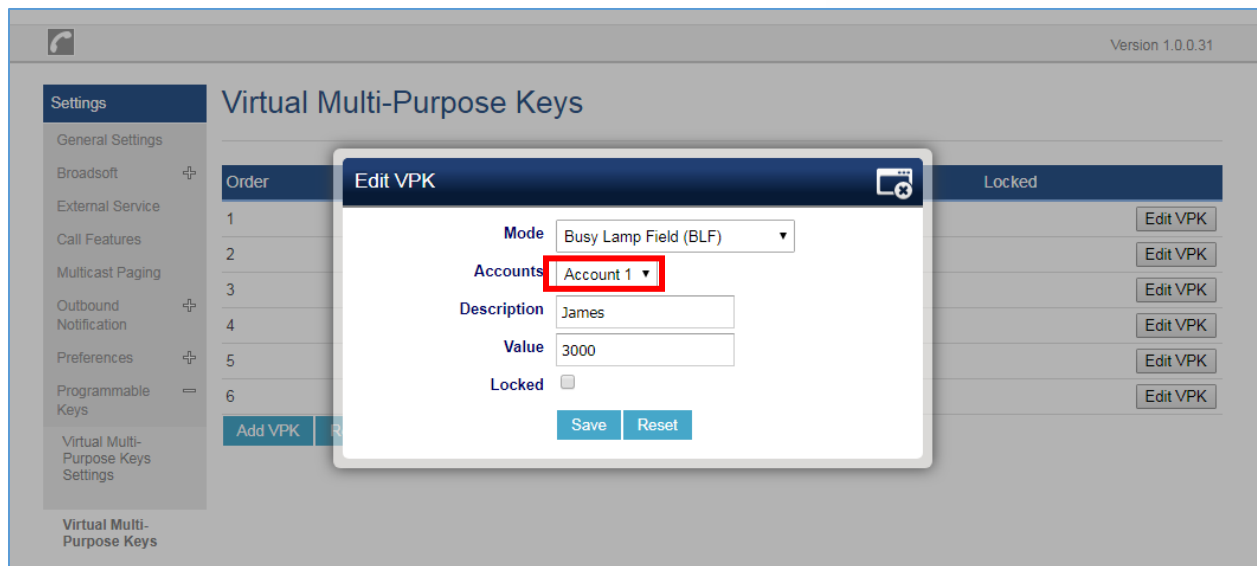 Version 1.0.0.31
Settings
Virtual Multi-Purpose Keys
General Settings
Broadsoft
External Service
Call Features
Multicast Paging
Outbound
Notification
Preferences
Programmable
Keys
Virtual Multi-
Purpose Keys
Settings
Virtual Multi-
Purpose Keys
Order
Locked
1
Edit VPK
2
Edit VPK
3
Edit VPK
4
Edit VPK
5
Edit VPK
6
Edit VPK
Add VPK
Edit VPK
Mode
Busy Lamp Field (BLF)
Accounts
Account 1
Description
James
Value
3000
Locked
Save
Reset